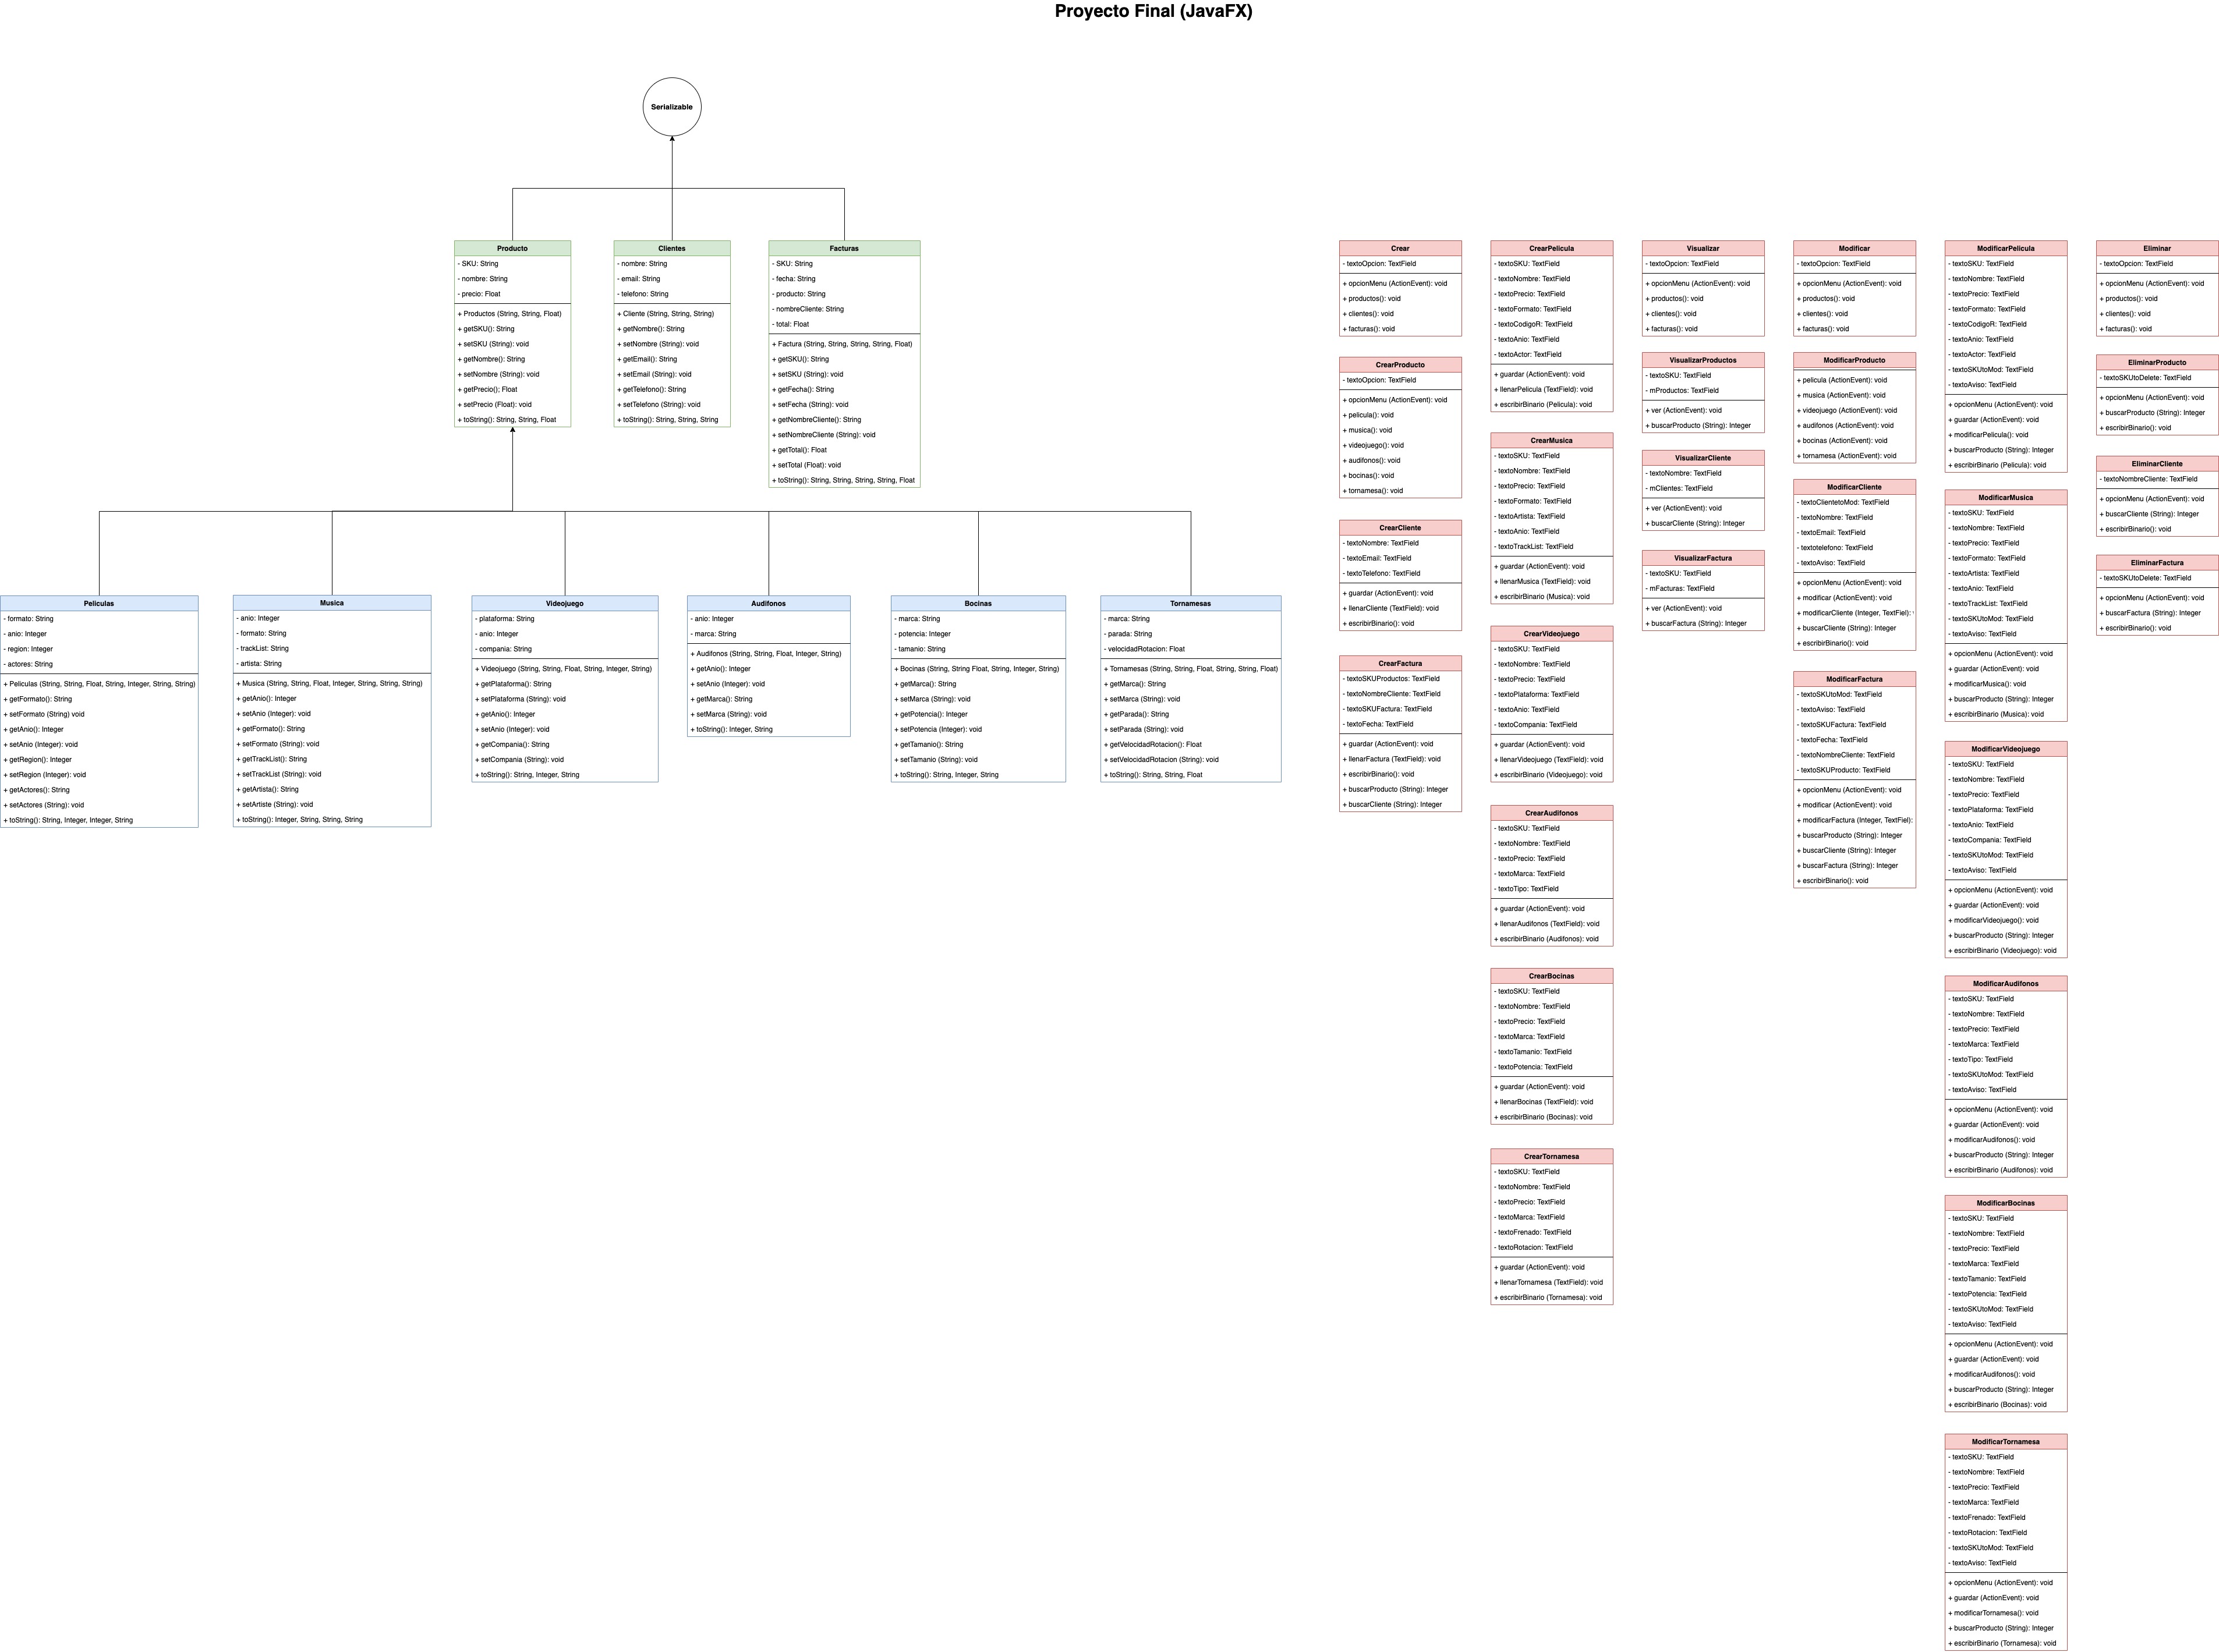 Proyecto Final (JavaFX)
Serializable
Producto
- SKU: String
- nombre: String
- precio: Float
+ Productos (String, String, Float)
+ getSKU(): String
+ setSKU (String): void
+ getNombre(): String
+ setNombre (String): void
+ getPrecio(); Float
+ setPrecio (Float): void
+ toString(): String, String, Float
Clientes
- nombre: String
- email: String
- telefono: String
+ Cliente (String, String, String)
+ getNombre(): String
+ setNombre (String): void
+ getEmail(): String
+ setEmail (String): void
+ getTelefono(): String
+ setTelefono (String): void
+ toString(): String, String, String
Facturas
- SKU: String
- fecha: String
- producto: String
- nombreCliente: String
- total: Float
+ Factura (String, String, String, String, Float)
+ getSKU(): String
+ setSKU (String): void
+ getFecha(): String
+ setFecha (String): void
+ getNombreCliente(): String
+ setNombreCliente (String): void
+ getTotal(): Float
+ setTotal (Float): void
+ toString(): String, String, String, String, Float
Peliculas
- formato: String
- anio: Integer
- region: Integer
- actores: String
+ Peliculas (String, String, Float, String, Integer, String, String)
+ getFormato(): String
+ setFormato (String) void
+ getAnio(): Integer
+ setAnio (Integer): void
+ getRegion(): Integer
+ setRegion (Integer): void
+ getActores(): String
+ setActores (String): void
+ toString(): String, Integer, Integer, String
Musica
- anio: Integer
- formato: String
- trackList: String
- artista: String
+ Musica (String, String, Float, Integer, String, String, String)
+ getAnio(): Integer
+ setAnio (Integer): void
+ getFormato(): String
+ setFormato (String): void
+ getTrackList(): String
+ setTrackList (String): void
+ getArtista(): String
+ setArtiste (String): void
+ toString(): Integer, String, String, String
Videojuego
- plataforma: String
- anio: Integer
- compania: String
+ Videojuego (String, String, Float, String, Integer, String)
+ getPlataforma(): String
+ setPlataforma (String): void
+ getAnio(): Integer
+ setAnio (Integer): void
+ getCompania(): String
+ setCompania (String): void
+ toString(): String, Integer, String
Audifonos
- anio: Integer
- marca: String
+ Audifonos (String, String, Float, Integer, String)
+ getAnio(): Integer
+ setAnio (Integer): void
+ getMarca(): String
+ setMarca (String): void
+ toString(): Integer, String
Bocinas
- marca: String
- potencia: Integer
- tamanio: String
+ Bocinas (String, String Float, String, Integer, String)
+ getMarca(): String
+ setMarca (String): void
+ getPotencia(): Integer
+ setPotencia (Integer): void
+ getTamanio(): String
+ setTamanio (String): void
+ toString(): String, Integer, String
Tornamesas
- marca: String
- parada: String
- velocidadRotacion: Float
+ Tornamesas (String, String, Float, String, String, Float)
+ getMarca(): String
+ setMarca (String): void
+ getParada(): String
+ setParada (String): void
+ getVelocidadRotacion(): Float
+ setVelocidadRotacion (String): void
+ toString(): String, String, Float
Crear
- textoOpcion: TextField
+ opcionMenu (ActionEvent): void
+ productos(): void
+ clientes(): void
+ facturas(): void
CrearProducto
- textoOpcion: TextField
+ opcionMenu (ActionEvent): void
+ pelicula(): void
+ musica(): void
+ videojuego(): void
+ audifonos(): void
+ bocinas(): void
+ tornamesa(): void
CrearCliente
- textoNombre: TextField
- textoEmail: TextField
- textoTelefono: TextField
+ guardar (ActionEvent): void
+ llenarCliente (TextField): void
+ escribirBinario(): void
CrearFactura
- textoSKUProductos: TextField
- textoNombreCliente: TextField
- textoSKUFactura: TextField
- textoFecha: TextField
+ guardar (ActionEvent): void
+ llenarFactura (TextField): void
+ escribirBinario(): void
+ buscarProducto (String): Integer
+ buscarCliente (String): Integer
CrearPelicula
- textoSKU: TextField
- textoNombre: TextField
- textoPrecio: TextField
- textoFormato: TextField
- textoCodigoR: TextField
- textoAnio: TextField
- textoActor: TextField
+ guardar (ActionEvent): void
+ llenarPelicula (TextField): void
+ escribirBinario (Pelicula): void
CrearMusica
- textoSKU: TextField
- textoNombre: TextField
- textoPrecio: TextField
- textoFormato: TextField
- textoArtista: TextField
- textoAnio: TextField
- textoTrackList: TextField
+ guardar (ActionEvent): void
+ llenarMusica (TextField): void
+ escribirBinario (Musica): void
CrearVideojuego
- textoSKU: TextField
- textoNombre: TextField
- textoPrecio: TextField
- textoPlataforma: TextField
- textoAnio: TextField
- textoCompania: TextField
+ guardar (ActionEvent): void
+ llenarVideojuego (TextField): void
+ escribirBinario (Videojuego): void
CrearAudifonos
- textoSKU: TextField
- textoNombre: TextField
- textoPrecio: TextField
- textoMarca: TextField
- textoTipo: TextField
+ guardar (ActionEvent): void
+ llenarAudifonos (TextField): void
+ escribirBinario (Audifonos): void
CrearBocinas
- textoSKU: TextField
- textoNombre: TextField
- textoPrecio: TextField
- textoMarca: TextField
- textoTamanio: TextField
- textoPotencia: TextField
+ guardar (ActionEvent): void
+ llenarBocinas (TextField): void
+ escribirBinario (Bocinas): void
CrearTornamesa
- textoSKU: TextField
- textoNombre: TextField
- textoPrecio: TextField
- textoMarca: TextField
- textoFrenado: TextField
- textoRotacion: TextField
+ guardar (ActionEvent): void
+ llenarTornamesa (TextField): void
+ escribirBinario (Tornamesa): void
Visualizar
- textoOpcion: TextField
+ opcionMenu (ActionEvent): void
+ productos(): void
+ clientes(): void
+ facturas(): void
VisualizarProductos
- textoSKU: TextField
- mProductos: TextField
+ ver (ActionEvent): void
+ buscarProducto (String): Integer
VisualizarCliente
- textoNombre: TextField
- mClientes: TextField
+ ver (ActionEvent): void
+ buscarCliente (String): Integer
VisualizarFactura
- textoSKU: TextField
- mFacturas: TextField
+ ver (ActionEvent): void
+ buscarFactura (String): Integer
Modificar
- textoOpcion: TextField
+ opcionMenu (ActionEvent): void
+ productos(): void
+ clientes(): void
+ facturas(): void
ModificarProducto
+ pelicula (ActionEvent): void
+ musica (ActionEvent): void
+ videojuego (ActionEvent): void
+ audifonos (ActionEvent): void
+ bocinas (ActionEvent): void
+ tornamesa (ActionEvent): void
ModificarCliente
- textoClientetoMod: TextField
- textoNombre: TextField
- textoEmail: TextField
- textotelefono: TextField
- textoAviso: TextField
+ opcionMenu (ActionEvent): void
+ modificar (ActionEvent): void
+ modificarCliente (Integer, TextFiel):
+ buscarCliente (String): Integer
+ escribirBinario(): void
ModificarFactura
- textoSKUtoMod: TextField
- textoAviso: TextField
- textoSKUFactura: TextField
- textoFecha: TextField
- textoNombreCliente: TextField
- textoSKUProducto: TextField
+ opcionMenu (ActionEvent): void
+ modificar (ActionEvent): void
+ modificarFactura (Integer, TextFiel):
+ buscarProducto (String): Integer
+ buscarCliente (String): Integer
+ buscarFactura (String): Integer
+ escribirBinario(): void
ModificarPelicula
- textoSKU: TextField
- textoNombre: TextField
- textoPrecio: TextField
- textoFormato: TextField
- textoCodigoR: TextField
- textoAnio: TextField
- textoActor: TextField
- textoSKUtoMod: TextField
- textoAviso: TextField
+ opcionMenu (ActionEvent): void
+ guardar (ActionEvent): void
+ modificarPelicula(): void
+ buscarProducto (String): Integer
+ escribirBinario (Pelicula): void
ModificarMusica
- textoSKU: TextField
- textoNombre: TextField
- textoPrecio: TextField
- textoFormato: TextField
- textoArtista: TextField
- textoAnio: TextField
- textoTrackList: TextField
- textoSKUtoMod: TextField
- textoAviso: TextField
+ opcionMenu (ActionEvent): void
+ guardar (ActionEvent): void
+ modificarMusica(): void
+ buscarProducto (String): Integer
+ escribirBinario (Musica): void
ModificarVideojuego
- textoSKU: TextField
- textoNombre: TextField
- textoPrecio: TextField
- textoPlataforma: TextField
- textoAnio: TextField
- textoCompania: TextField
- textoSKUtoMod: TextField
- textoAviso: TextField
+ opcionMenu (ActionEvent): void
+ guardar (ActionEvent): void
+ modificarVideojuego(): void
+ buscarProducto (String): Integer
+ escribirBinario (Videojuego): void
ModificarAudifonos
- textoSKU: TextField
- textoNombre: TextField
- textoPrecio: TextField
- textoMarca: TextField
- textoTipo: TextField
- textoSKUtoMod: TextField
- textoAviso: TextField
+ opcionMenu (ActionEvent): void
+ guardar (ActionEvent): void
+ modificarAudifonos(): void
+ buscarProducto (String): Integer
+ escribirBinario (Audifonos): void
ModificarBocinas
- textoSKU: TextField
- textoNombre: TextField
- textoPrecio: TextField
- textoMarca: TextField
- textoTamanio: TextField
- textoPotencia: TextField
- textoSKUtoMod: TextField
- textoAviso: TextField
+ opcionMenu (ActionEvent): void
+ guardar (ActionEvent): void
+ modificarAudifonos(): void
+ buscarProducto (String): Integer
+ escribirBinario (Bocinas): void
ModificarTornamesa
- textoSKU: TextField
- textoNombre: TextField
- textoPrecio: TextField
- textoMarca: TextField
- textoFrenado: TextField
- textoRotacion: TextField
- textoSKUtoMod: TextField
- textoAviso: TextField
+ opcionMenu (ActionEvent): void
+ guardar (ActionEvent): void
+ modificarTornamesa(): void
+ buscarProducto (String): Integer
+ escribirBinario (Tornamesa): void
Eliminar
- textoOpcion: TextField
+ opcionMenu (ActionEvent): void
+ productos(): void
+ clientes(): void
+ facturas(): void
EliminarProducto
- textoSKUtoDelete: TextField
+ opcionMenu (ActionEvent): void
+ buscarProducto (String): Integer
+ escribirBinario(): void
EliminarCliente
- textoNombreCliente: TextField
+ opcionMenu (ActionEvent): void
+ buscarCliente (String): Integer
+ escribirBinario(): void
EliminarFactura
- textoSKUtoDelete: TextField
+ opcionMenu (ActionEvent): void
+ buscarFactura (String): Integer
+ escribirBinario(): void